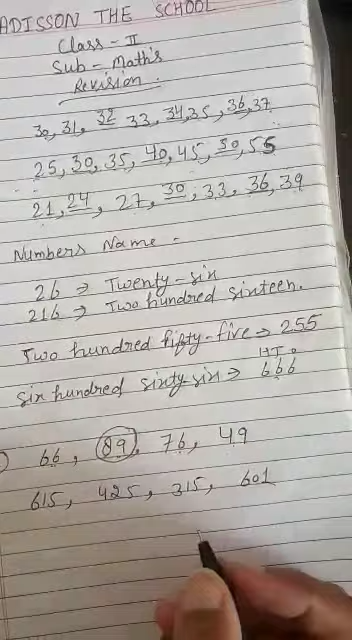 ADISSON THE SCHOOL
Class - II
Sub - Math's
Revision.
30, 31, 32 33, 34, 35, 36, 37
25, 30, 35, 40, 45, 50, 55
21, 24, 27, 30, 33, 36, 39
Numbers Name -
26 ⇒ Twenty-six
216 ⇒ Two hundred sixteen.
Two hundred fifty-five ⇒ 255
H T O
Six hundred sixty-six ⇒ 666
66, 89, 76, 49
615, 425, 315, 601